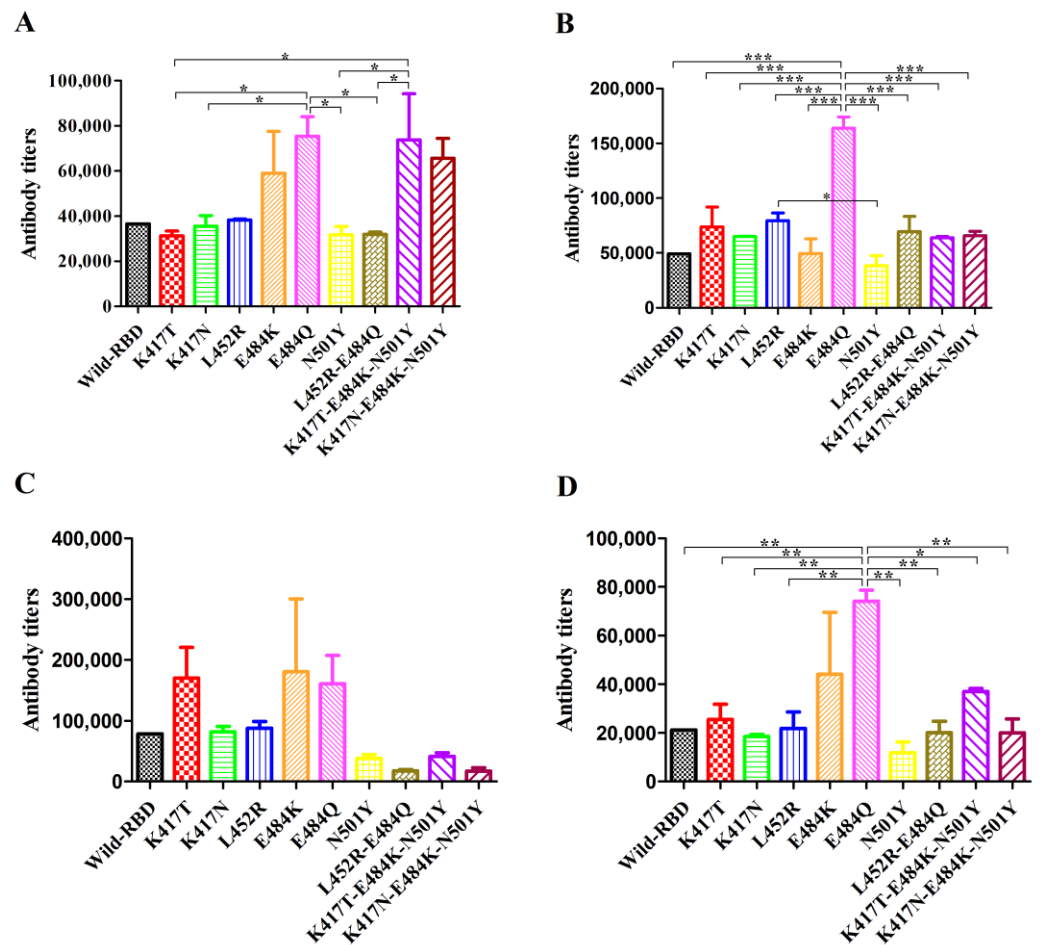 A
Antibody titers
100,000
80,000
60,000
40,000
20,000
0
*
*
*
*
*
*
*
*
Wild-RBD
K417T
K417N
L452R
E484K
E484Q
N501Y
L452R-E484Q
K417T-E484K-N501Y
K417N-E484K-N501Y
B
Antibody titers
200,000
150,000
100,000
50,000
0
***
***
***
***
***
***
***
***
***
*
Wild-RBD
K417T
K417N
L452R
E484K
E484Q
N501Y
L452R-E484Q
K417T-E484K-N501Y
K417N-E484K-N501Y
C
Antibody titers
400,000
300,000
200,000
100,000
0
Wild-RBD
K417T
K417N
L452R
E484K
E484Q
N501Y
L452R-E484Q
K417T-E484K-N501Y
K417N-E484K-N501Y
D
Antibody titers
100,000
80,000
60,000
40,000
20,000
0
**
**
**
**
**
*
**
**
Wild-RBD
K417T
K417N
L452R
E484K
E484Q
N501Y
L452R-E484Q
K417T-E484K-N501Y
K417N-E484K-N501Y